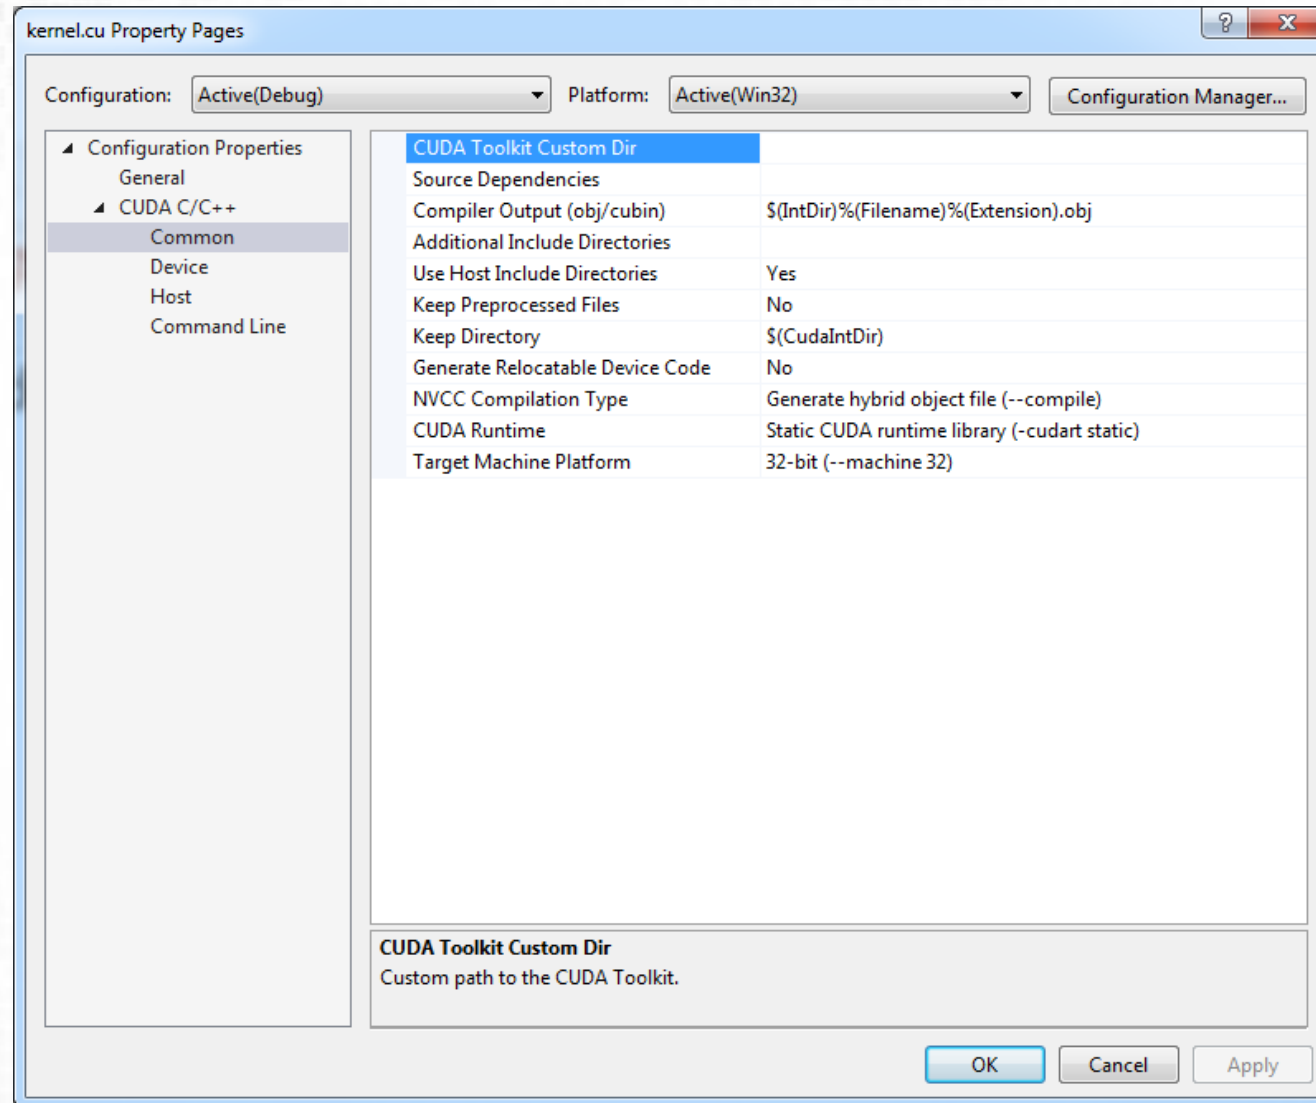 kernel.cu Property Pages
Configuration: Active(Debug) Platform: Active(Win32) Configuration Manager...
Configuration Properties
General
CUDA C/C++
Common
Device
Host
Command Line
CUDA Toolkit Custom Dir
Source Dependencies
Compiler Output (obj/cubin) $(IntDir)%(Filename)%(Extension).obj
Additional Include Directories
Use Host Include Directories Yes
Keep Preprocessed Files No
Keep Directory $(CudaIntDir)
Generate Relocatable Device Code No
NVCC Compilation Type Generate hybrid object file (--compile)
CUDA Runtime Static CUDA runtime library (-cudart static)
Target Machine Platform 32-bit (--machine 32)
CUDA Toolkit Custom Dir
Custom path to the CUDA Toolkit.
OK Cancel Apply